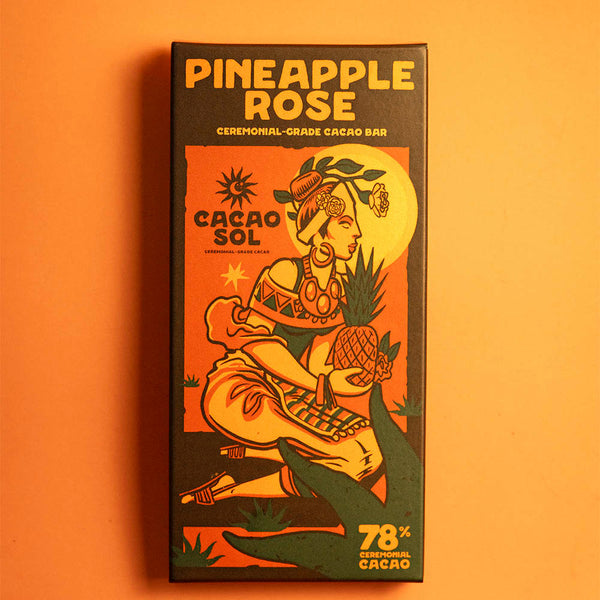 PINEAPPLE
ROSE
CEREMONIAL-GRADE CACAO BAR
CACAO
SOL
CEREMONIAL-GRADE CACAO
78%
CEREMONIAL
CACAO